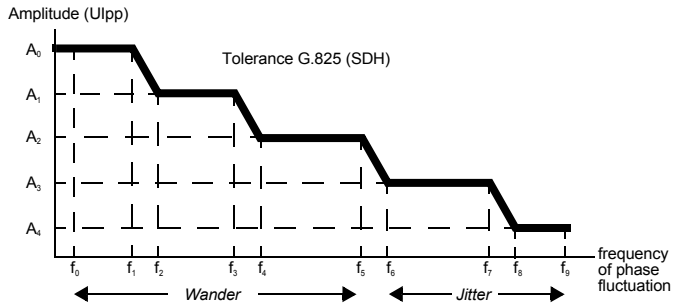 Amplitude (UIpp)
Tolerance G.825 (SDH)
A₀
A₁
A₂
A₃
A₄
f₀ f₁ f₂ f₃ f₄ f₅ f₆ f₇ f₈ f₉
frequency
of phase
fluctuation
Wander Jitter